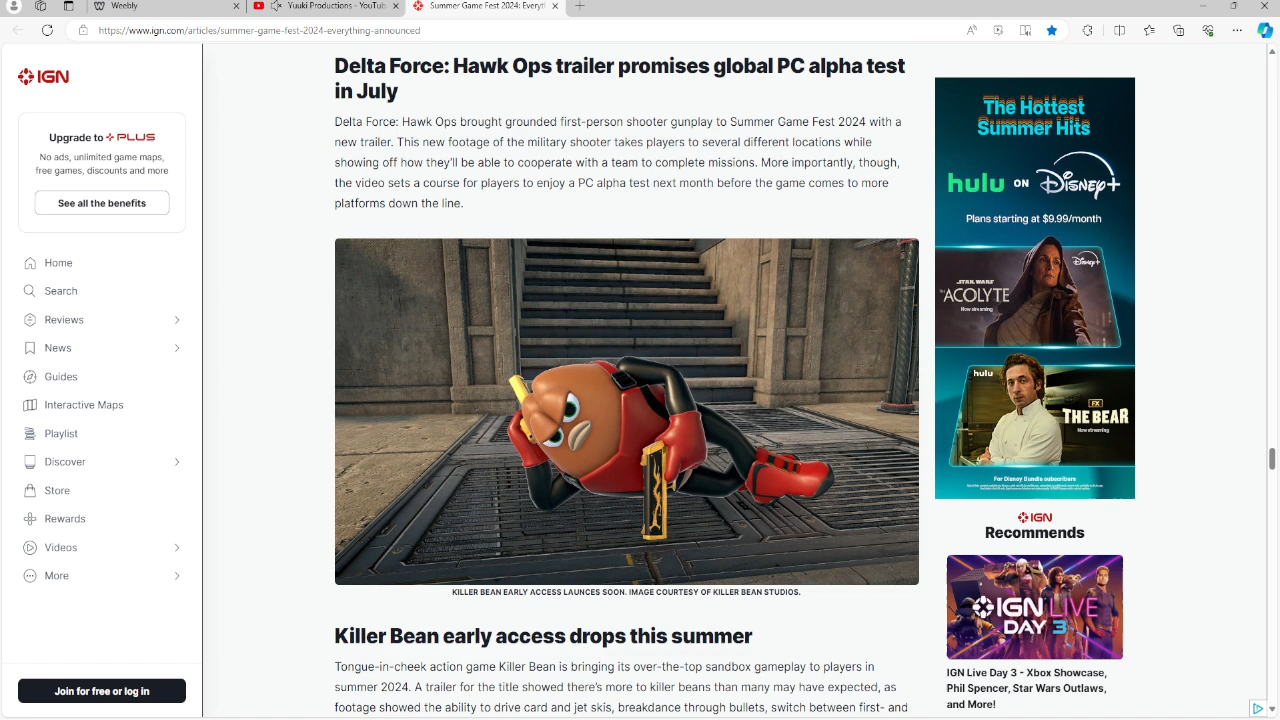 Weebly
Yuuki Productions - YouTub
Summer Game Fest 2024: Everyt
https://www.ign.com/articles/summer-game-fest-2024-everything-announced
IGN
Upgrade to PLUS
No ads, unlimited game maps,
free games, discounts and more
See all the benefits
Home
Search
Reviews
News
Guides
Interactive Maps
Playlist
Discover
Store
Rewards
Videos
More
Join for free or log in
Delta Force: Hawk Ops trailer promises global PC alpha test
in July
Delta Force: Hawk Ops brought grounded first-person shooter gunplay to Summer Game Fest 2024 with a
new trailer. This new footage of the military shooter takes players to several different locations while
showing off how they'll be able to cooperate with a team to complete missions. More importantly, though,
the video sets a course for players to enjoy a PC alpha test next month before the game comes to more
platforms down the line.
KILLER BEAN EARLY ACCESS LAUNCES SOON. IMAGE COURTESY OF KILLER BEAN STUDIOS.
Killer Bean early access drops this summer
Tongue-in-cheek action game Killer Bean is bringing its over-the-top sandbox gameplay to players in
summer 2024. A trailer for the title showed there's more to killer beans than many may have expected, as
footage showed the ability to drive card and jet skis, breakdance through bullets, switch between first- and
The Hottest
Summer Hits
hulu ON Disney+
Plans starting at $9.99/month
Disney+
STAR WARS
THE ACOLYTE
Now streaming
hulu
FX
THE BEAR
Now streaming
For Disney Bundle subscribers
IGN
Recommends
IGN LIVE
DAY 3
IGN Live Day 3 - Xbox Showcase,
Phil Spencer, Star Wars Outlaws,
and More!